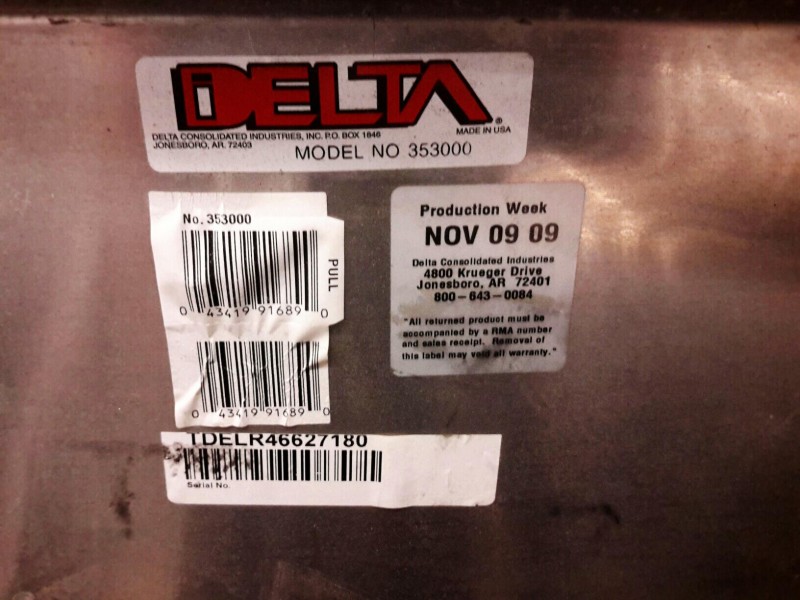 DELTA®
DELTA CONSOLIDATED INDUSTRIES, INC. P.O. BOX 1846
JONESBORO, AR. 72403
MADE IN USA
MODEL NO 353000
No. 353000
PULL
0 43419 91689 0
0 43419 91689 0
Production Week
NOV 09 09
Delta Consolidated Industries
4800 Krueger Drive
Jonesboro, AR 72401
800-643-0084
"All returned product must be
accompanied by a RMA number
and sales receipt. Removal of
this label may void all warranty."
TDELR46627180
Serial No.